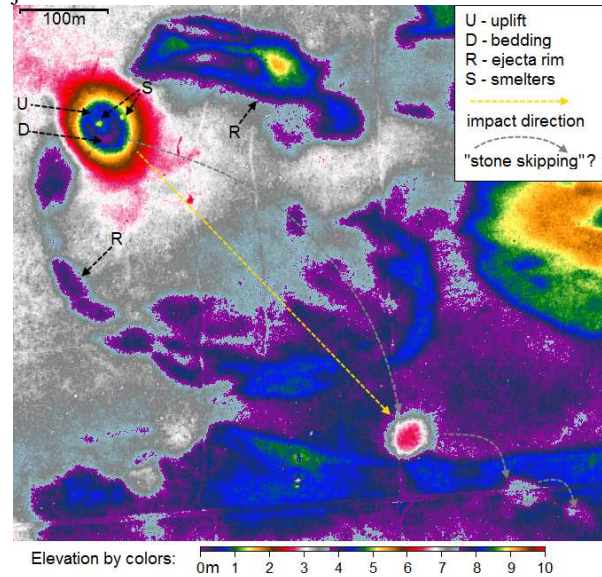 100m
U - uplift
D - bedding
R - ejecta rim
S - smelters
impact direction
"stone skipping"?
S
U
D
R
R
Elevation by colors:
0m 1 2 3 4 5 6 7 8 9 10